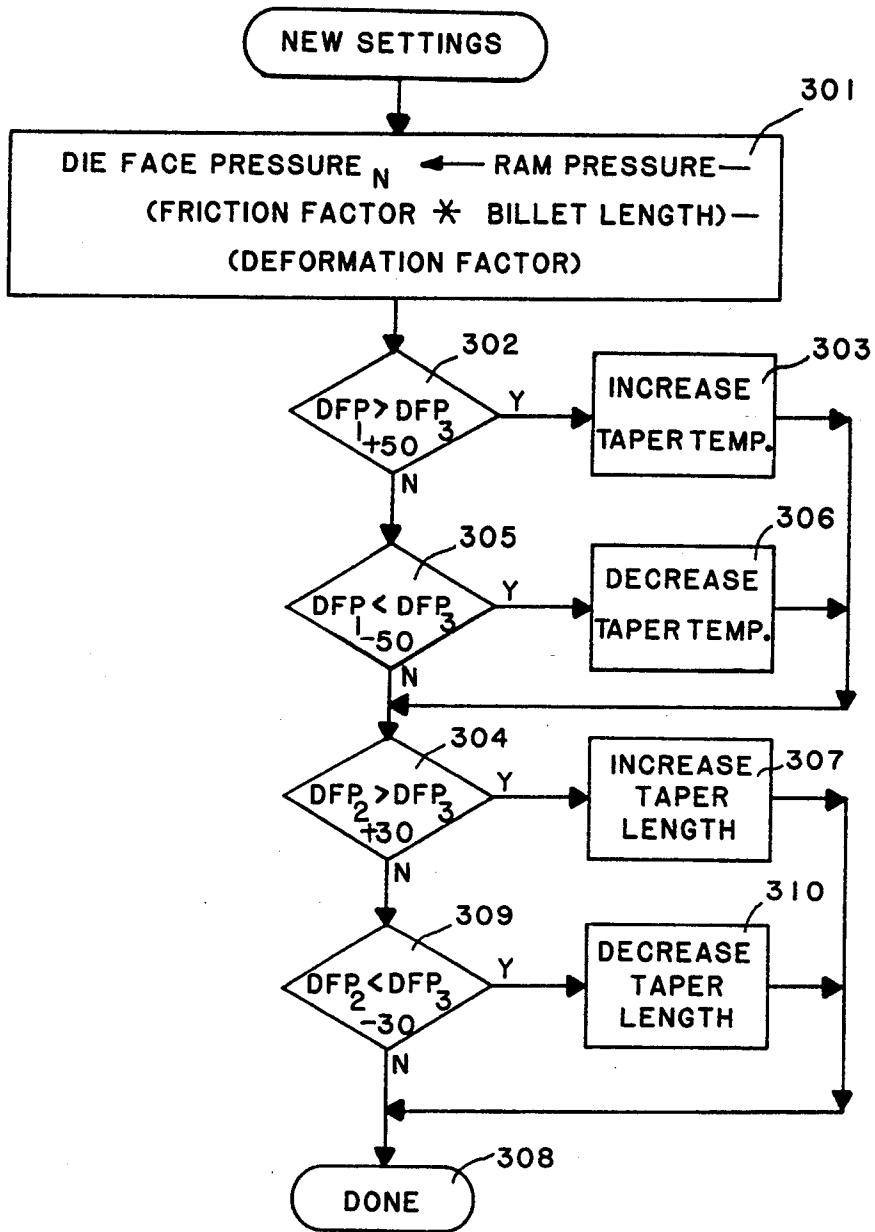 NEW SETTINGS
301
DIE FACE PRESSURE N ← RAM PRESSURE—
(FRICTION FACTOR * BILLET LENGTH)—
(DEFORMATION FACTOR)
302
DFP1 > DFP3
+50
Y
N
303
INCREASE
TAPER TEMP.
305
DFP1 < DFP3
-50
Y
N
306
DECREASE
TAPER TEMP.
304
DFP2 > DFP3
+30
Y
N
307
INCREASE
TAPER
LENGTH
309
DFP2 < DFP3
-30
Y
N
310
DECREASE
TAPER
LENGTH
308
DONE